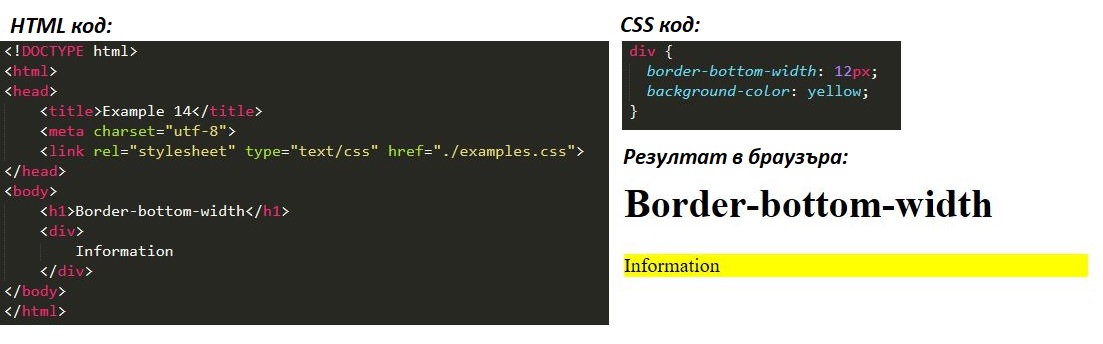 HTML код:
<!DOCTYPE html>
<html>
<head>
    <title>Example 14</title>
    <meta charset="utf-8">
    <link rel="stylesheet" type="text/css" href="./examples.css">
</head>
<body>
    <h1>Border-bottom-width</h1>
    <div>
        Information
    </div>
</body>
</html>
CSS код:
div {
  border-bottom-width: 12px;
  background-color: yellow;
}
Резултат в браузъра:
Border-bottom-width
Information